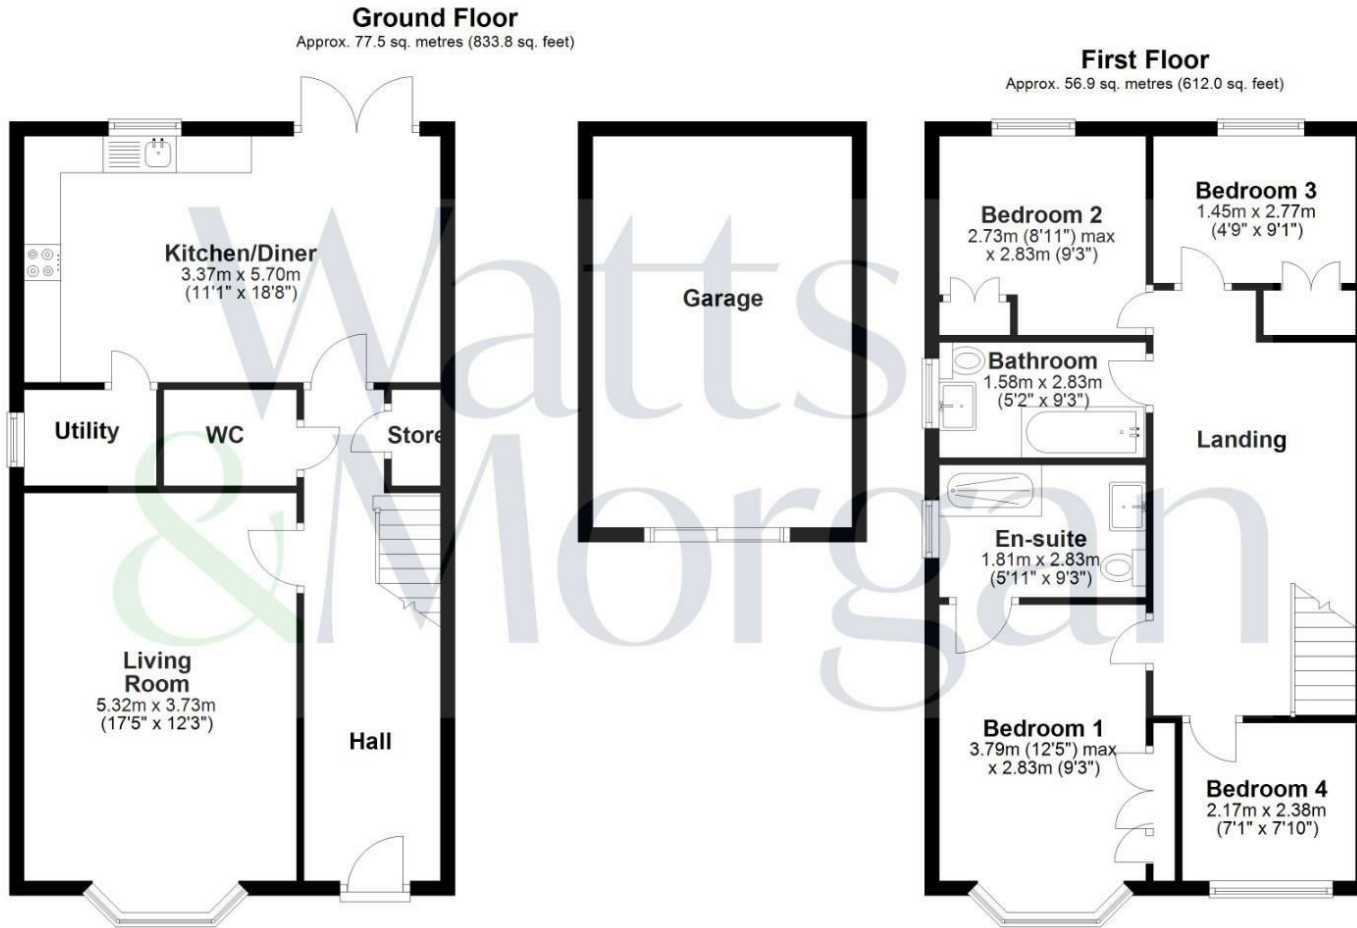 Ground Floor
Approx. 77.5 sq. metres (833.8 sq. feet)
Kitchen/Diner
3.37m x 5.70m
(11'1" x 18'8")
Utility
WC
Store
Living
Room
5.32m x 3.73m
(17'5" x 12'3")
Hall
Garage
First Floor
Approx. 56.9 sq. metres (612.0 sq. feet)
Bedroom 2
2.73m (8'11") max
x 2.83m (9'3")
Bedroom 3
1.45m x 2.77m
(4'9" x 9'1")
Bathroom
1.58m x 2.83m
(5'2" x 9'3")
Landing
En-suite
1.81m x 2.83m
(5'11" x 9'3")
Bedroom 1
3.79m (12'5") max
x 2.83m (9'3")
Bedroom 4
2.17m x 2.38m
(7'1" x 7'10")
Watts
&Morgan